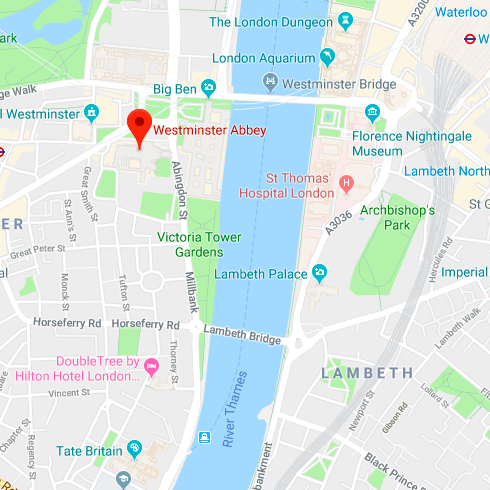 The London Dungeon
A3200
Waterloo
Park
London Aquarium
W
Westminster Bridge
Big Ben
ge Walk
l Westminster
Westminster Abbey
Florence Nightingale
Museum
Lambeth North
St Thomas'
Hospital London
H
Great Smith St
St Ann's St
Abingdon St
Archbishop's
Park
St G
A3036
ER
Great Peter St
Victoria Tower
Gardens
Lambeth Palace
Hercules Rd
Imperial
al
Monck St
Tufton St
Millbank
Horseferry Rd
Horseferry Rd
Lambeth Bridge
Lambeth Walk
Thorney St
DoubleTree by
Hilton Hotel London...
LAMBETH
Vincent St
River Thames
Lollard St
Newport St
Gibson Rd
Chapter St
Regency St
Tate Britain
bankment
Black Prince R